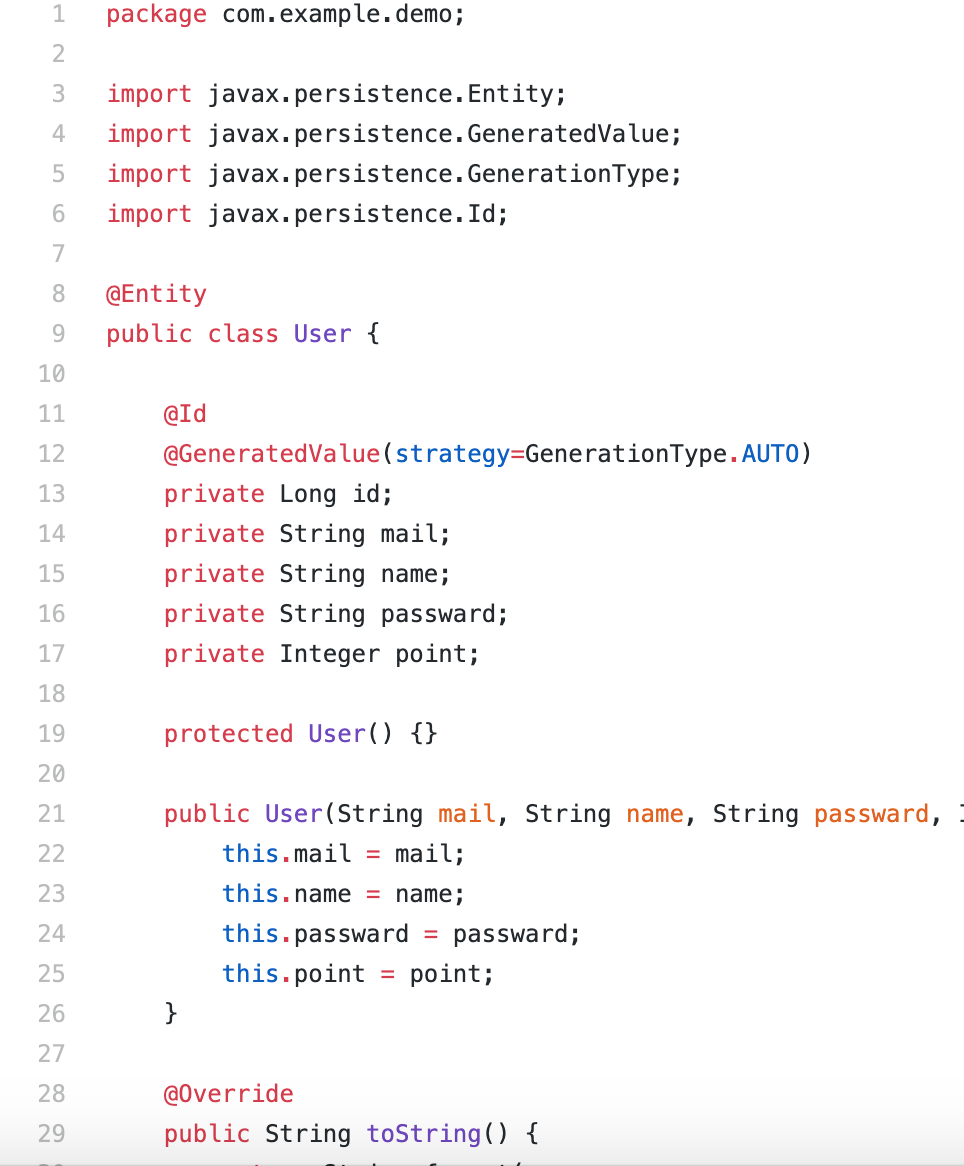 1 package com.example.demo;
2
3 import javax.persistence.Entity;
4 import javax.persistence.GeneratedValue;
5 import javax.persistence.GenerationType;
6 import javax.persistence.Id;
7
8 @Entity
9 public class User {
10
11 @Id
12 @GeneratedValue(strategy=GenerationType.AUTO)
13 private Long id;
14 private String mail;
15 private String name;
16 private String passward;
17 private Integer point;
18
19 protected User() {}
20
21 public User(String mail, String name, String passward,
22 this.mail = mail;
23 this.name = name;
24 this.passward = passward;
25 this.point = point;
26 }
27
28 @Override
29 public String toString() {